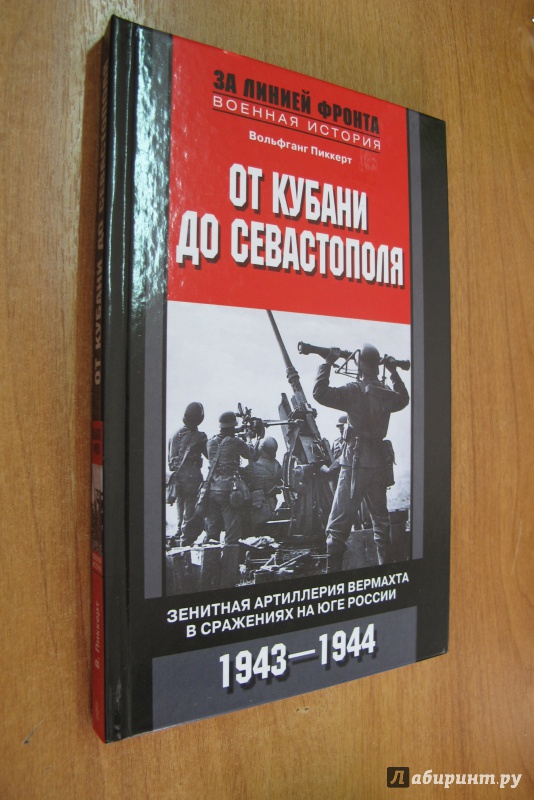 ЗА ЛИНИЕЙ ФРОНТА
ВОЕННАЯ ИСТОРИЯ
Вольфганг Пиккерт
ОТ КУБАНИ
ДО СЕВАСТОПОЛЯ
ЗЕНИТНАЯ АРТИЛЛЕРИЯ ВЕРМАХТА
В СРАЖЕНИЯХ НА ЮГЕ РОССИИ
1943—1944
ОТ КУБАНИ ДО СЕВАСТОПОЛЯ
В. Пиккерт
Лабиринт.ру